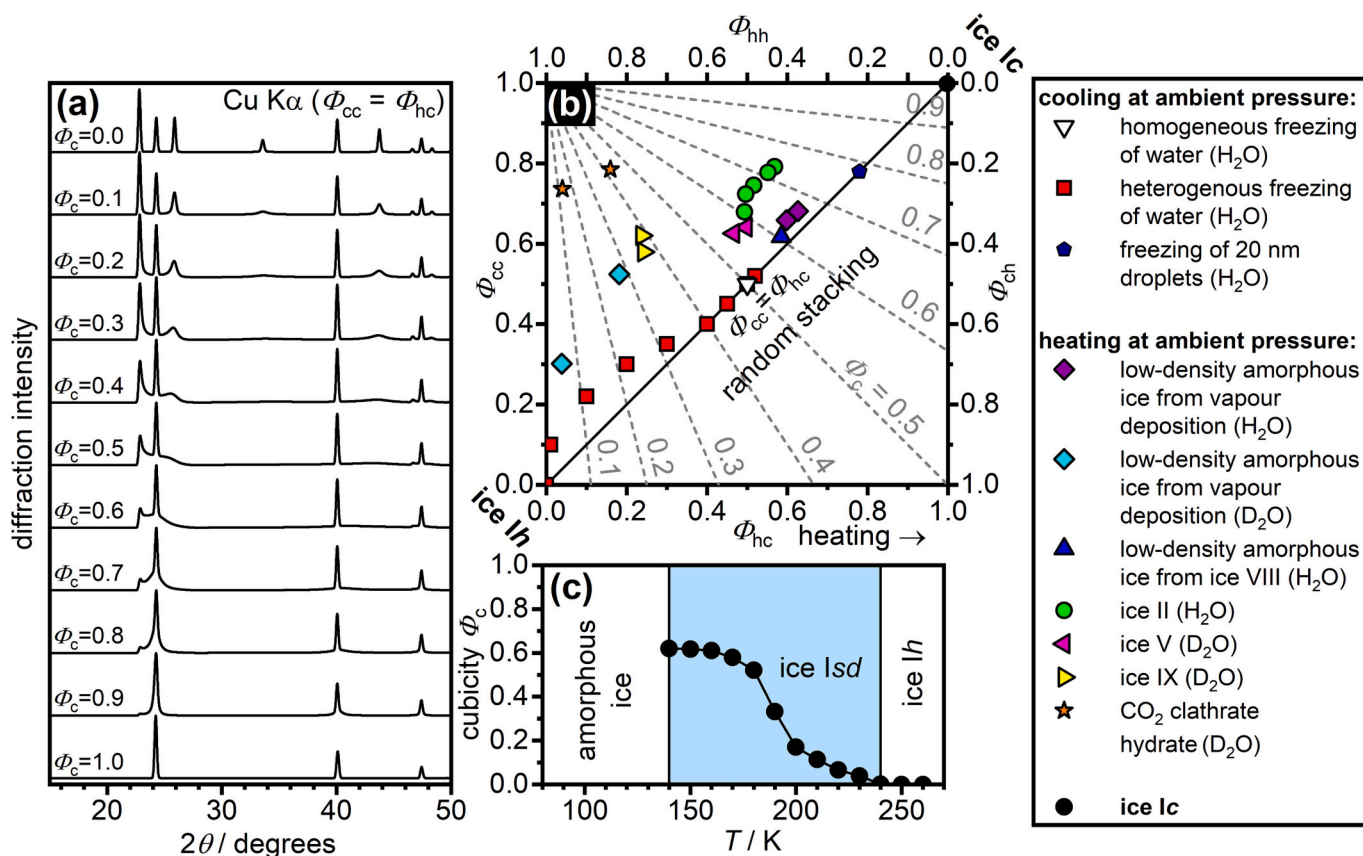 (a) Cu Kα (Φcc = Φhc)
Φc=0.0
Φc=0.1
Φc=0.2
Φc=0.3
Φc=0.4
Φc=0.5
Φc=0.6
Φc=0.7
Φc=0.8
Φc=0.9
Φc=1.0
diffraction intensity
20 30 40 50
2θ / degrees
Φhh
ice Ic
1.0 0.8 0.6 0.4 0.2 0.0
(b)
1.0
0.8
0.6
0.4
0.2
0.0
Φcc
0.0
0.2
0.4
0.6
0.8
1.0
Φch
0.9
0.8
0.7
0.6
Φc = 0.5
0.4
0.3
0.2
0.1
Φcc = Φhc
random stacking
ice Ih
0.0 0.2 0.4 0.6 0.8 1.0
Φhc heating →
(c)
1.0
0.8
0.6
0.4
0.2
0.0
cubicity Φc
amorphous
ice
ice Isd
ice Ih
100 150 200 250
T / K
cooling at ambient pressure:
homogeneous freezing
of water (H₂O)
heterogenous freezing
of water (H₂O)
freezing of 20 nm
droplets (H₂O)
heating at ambient pressure:
low-density amorphous
ice from vapour
deposition (H₂O)
low-density amorphous
ice from vapour
deposition (D₂O)
low-density amorphous
ice from ice VIII (H₂O)
ice II (H₂O)
ice V (D₂O)
ice IX (D₂O)
CO₂ clathrate
hydrate (D₂O)
ice Ic